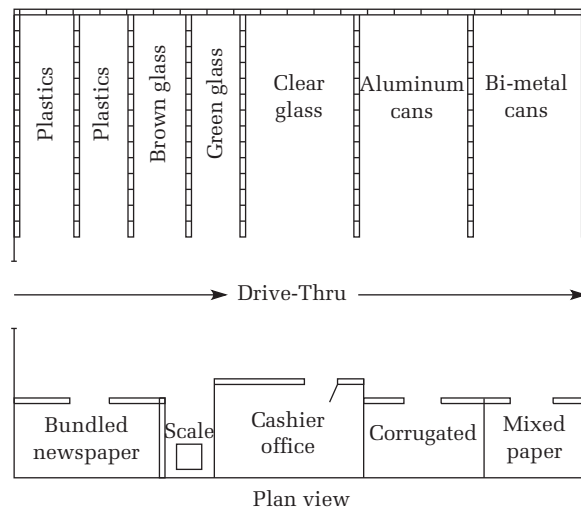 Plastics
Plastics
Brown glass
Green glass
Clear
glass
Aluminum
cans
Bi-metal
cans
Drive-Thru
Bundled
newspaper
Scale
Cashier
office
Corrugated
Mixed
paper
Plan view